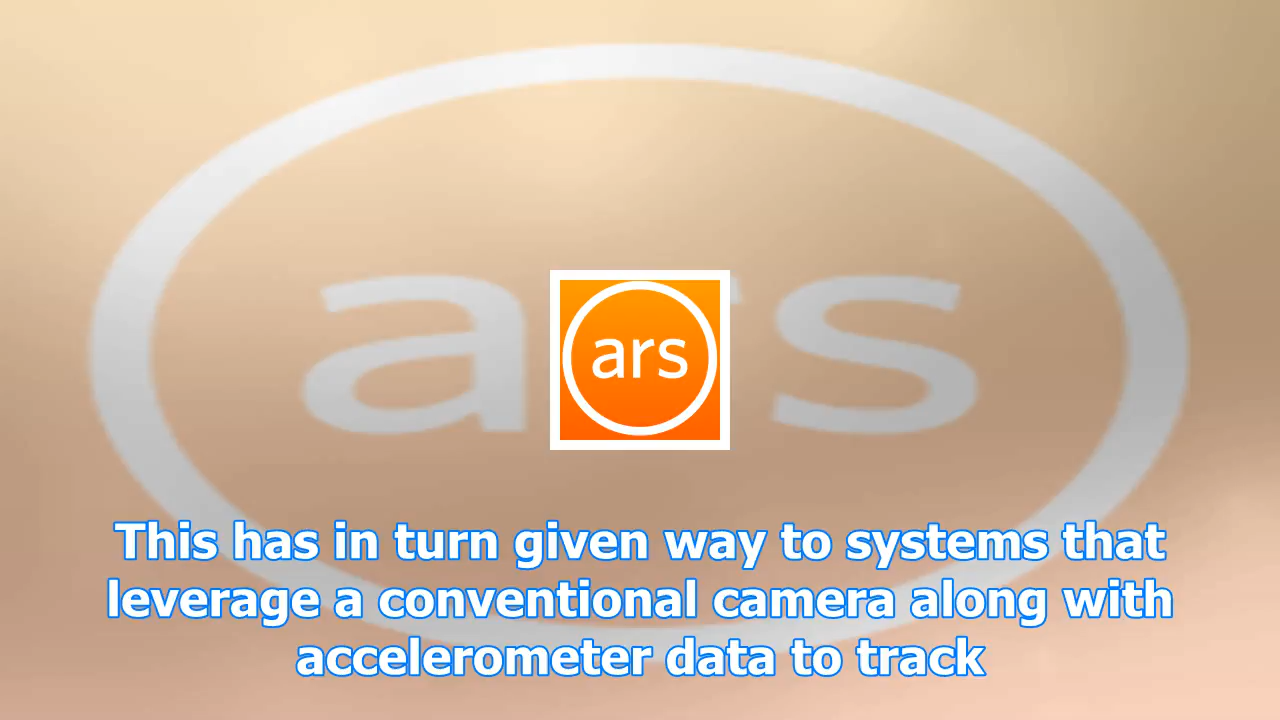 ars
ars
This has in turn given way to systems that
leverage a conventional camera along with
accelerometer data to track